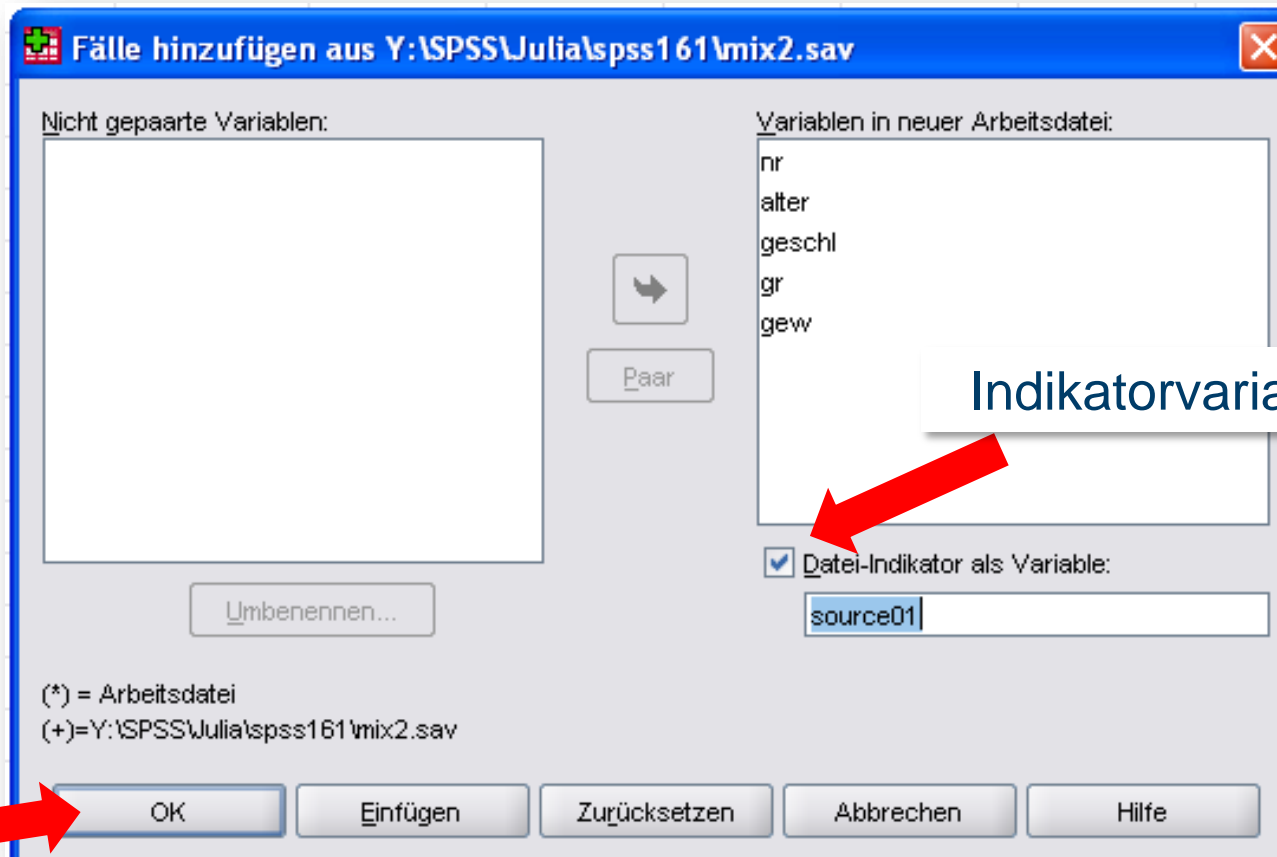 Fälle hinzufügen aus Y:\SPSS\Julia\spss161\mix2.sav
Nicht gepaarte Variablen:
Variablen in neuer Arbeitsdatei:
nr
alter
geschl
gr
gew
Paar
Indikatorvaria
Datei-Indikator als Variable:
source01
Umbenennen...
(*) = Arbeitsdatei
(+)=Y:\SPSS\Julia\spss161\mix2.sav
OK Einfügen Zurücksetzen Abbrechen Hilfe